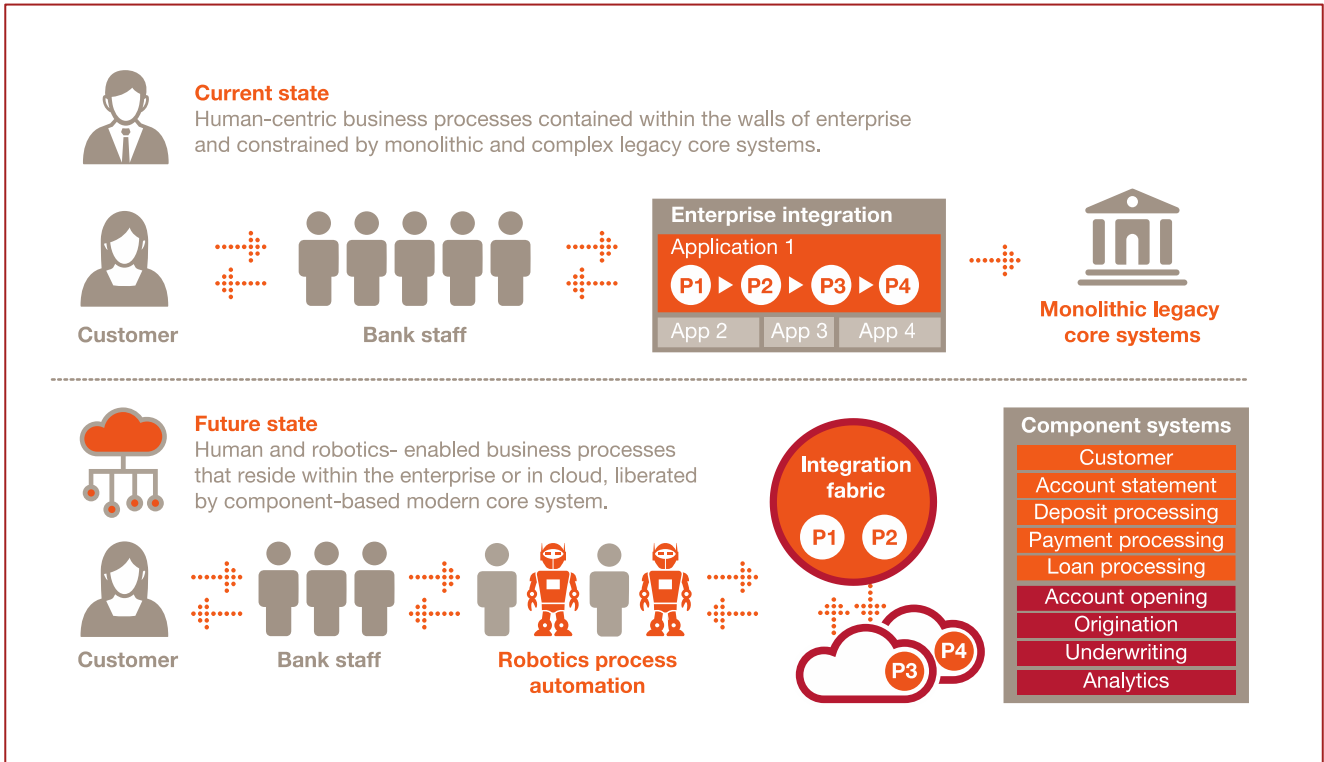 Current state
Human-centric business processes contained within the walls of enterprise
and constrained by monolithic and complex legacy core systems.
Customer
Bank staff
Enterprise integration
Application 1
P1
P2
P3
P4
App 2
App 3
App 4
Monolithic legacy
core systems
Future state
Human and robotics- enabled business processes
that reside within the enterprise or in cloud, liberated
by component-based modern core system.
Customer
Bank staff
Robotics process
automation
Integration
fabric
P1
P2
P3
P4
Component systems
Customer
Account statement
Deposit processing
Payment processing
Loan processing
Account opening
Origination
Underwriting
Analytics